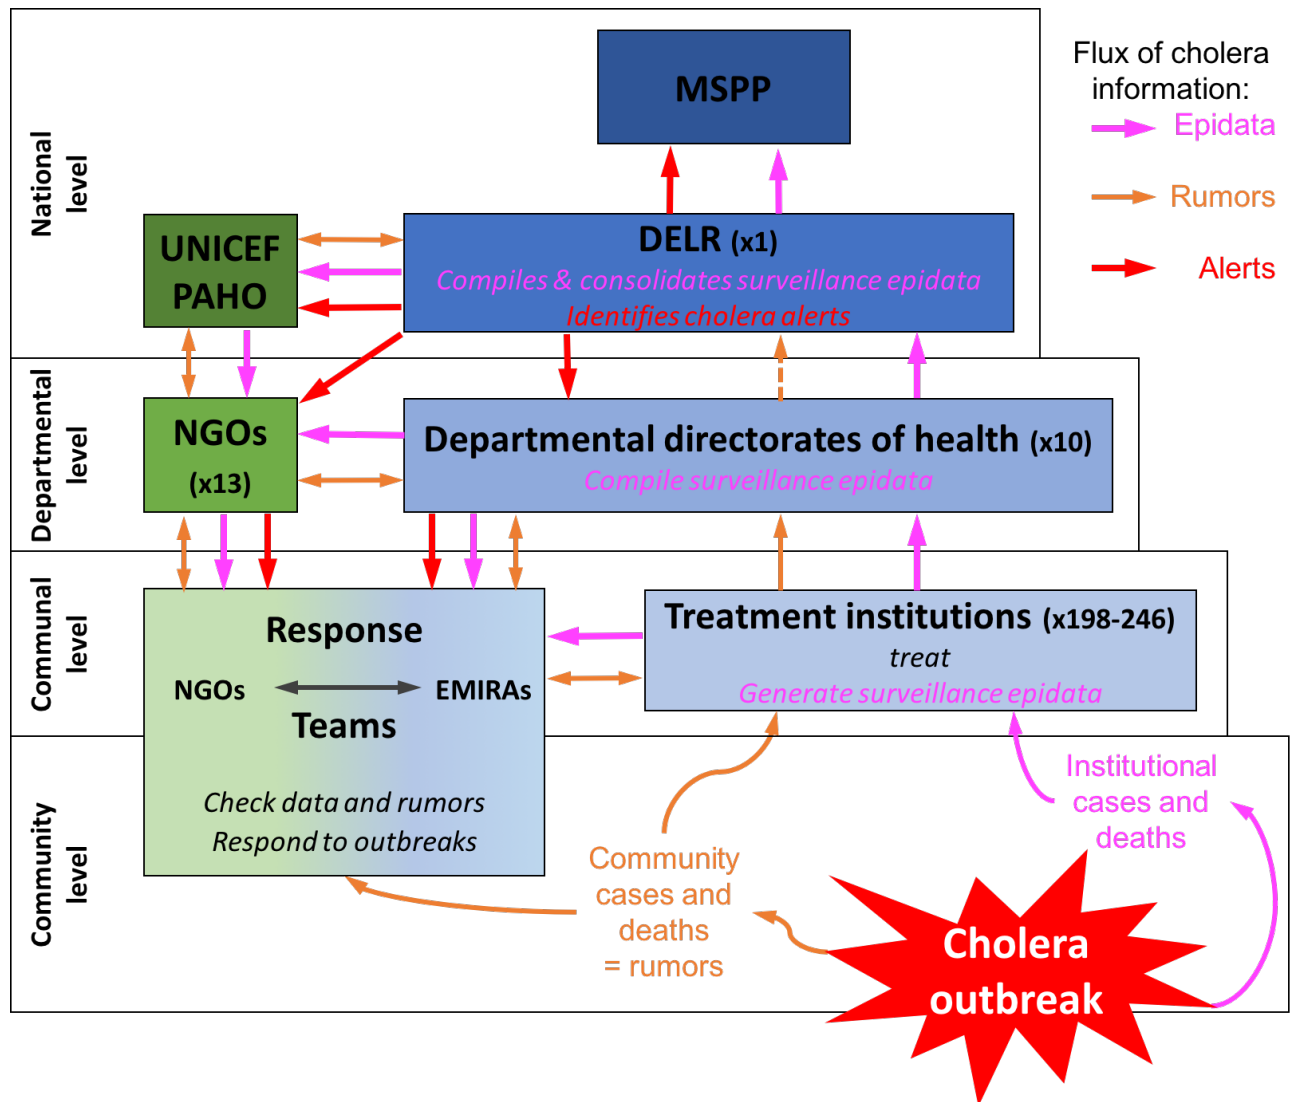 Flux of cholera
information:
Epidata
Rumors
Alerts
National
level
MSPP
UNICEF
PAHO
DELR (x1)
Compiles & consolidates surveillance epidata
Identifies cholera alerts
Departmental
level
NGOs
(x13)
Departmental directorates of health (x10)
Compile surveillance epidata
Communal
level
Response
NGOs
EMIRAs
Teams
Check data and rumors
Respond to outbreaks
Treatment institutions (x198-246)
treat
Generate surveillance epidata
Community
level
Community
cases and
deaths
= rumors
Institutional
cases and
deaths
Cholera
outbreak